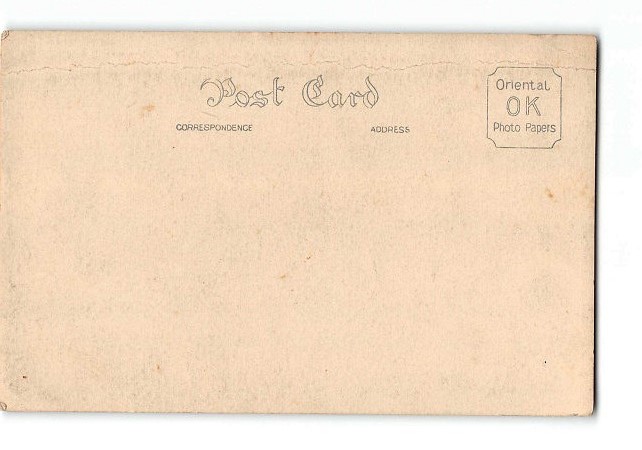 Post Card
CORRESPONDENCE ADDRESS
Oriental
OK
Photo Papers